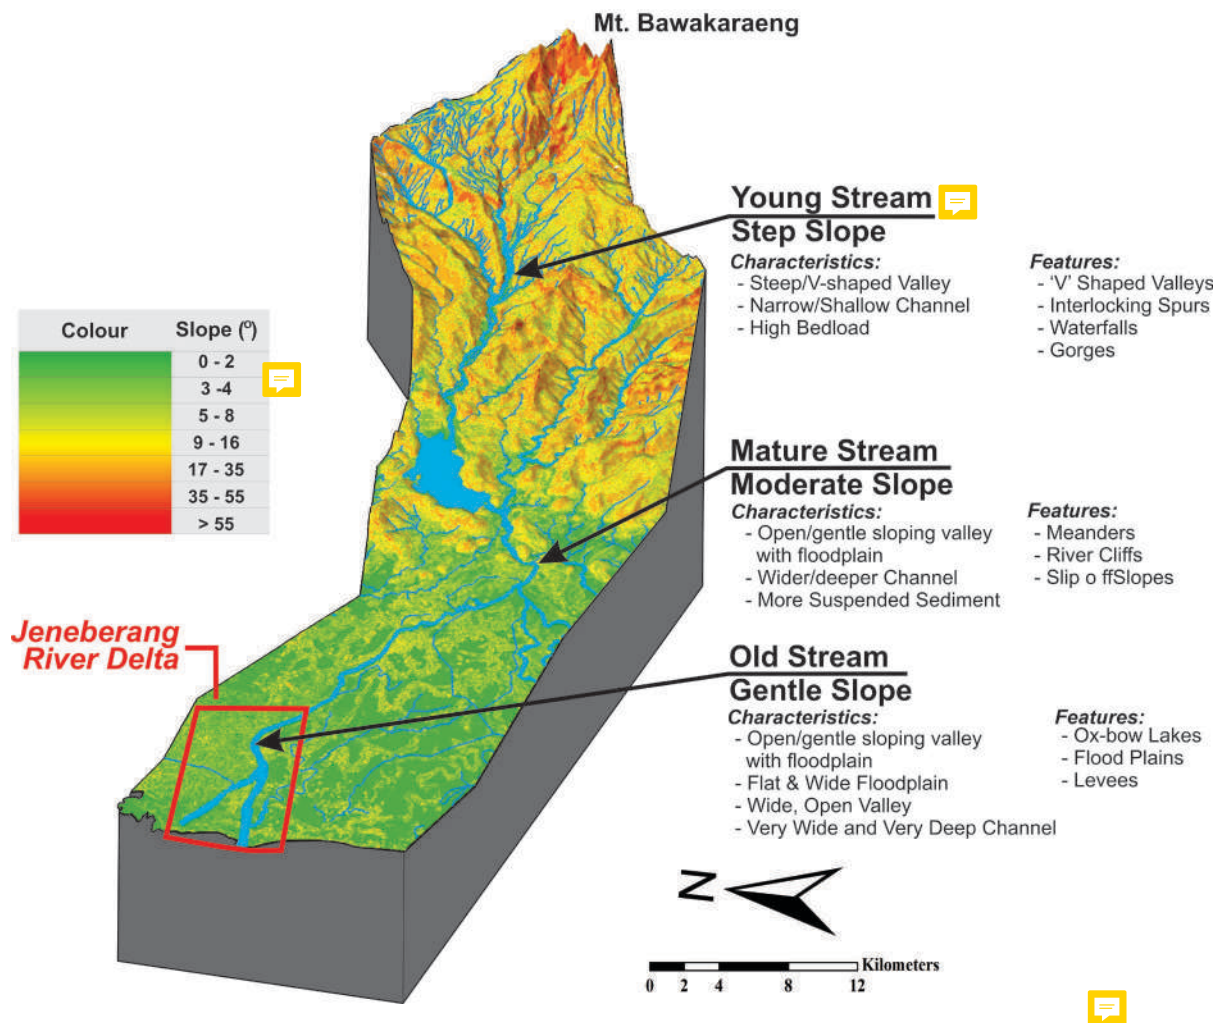 Mt. Bawakaraeng
Young Stream
Step Slope
Characteristics:
- Steep/V-shaped Valley
- Narrow/Shallow Channel
- High Bedload
Features:
- ‘V’ Shaped Valleys
- Interlocking Spurs
- Waterfalls
- Gorges
Colour Slope (º)
0 - 2
3 -4
5 - 8
9 - 16
17 - 35
35 - 55
> 55
Mature Stream
Moderate Slope
Characteristics:
- Open/gentle sloping valley
with floodplain
- Wider/deeper Channel
- More Suspended Sediment
Features:
- Meanders
- River Cliffs
- Slip o ffSlopes
Jeneberang
River Delta
Old Stream
Gentle Slope
Characteristics:
- Open/gentle sloping valley
with floodplain
- Flat & Wide Floodplain
- Wide, Open Valley
- Very Wide and Very Deep Channel
Features:
- Ox-bow Lakes
- Flood Plains
- Levees
N
Kilometers
0 2 4 8 12